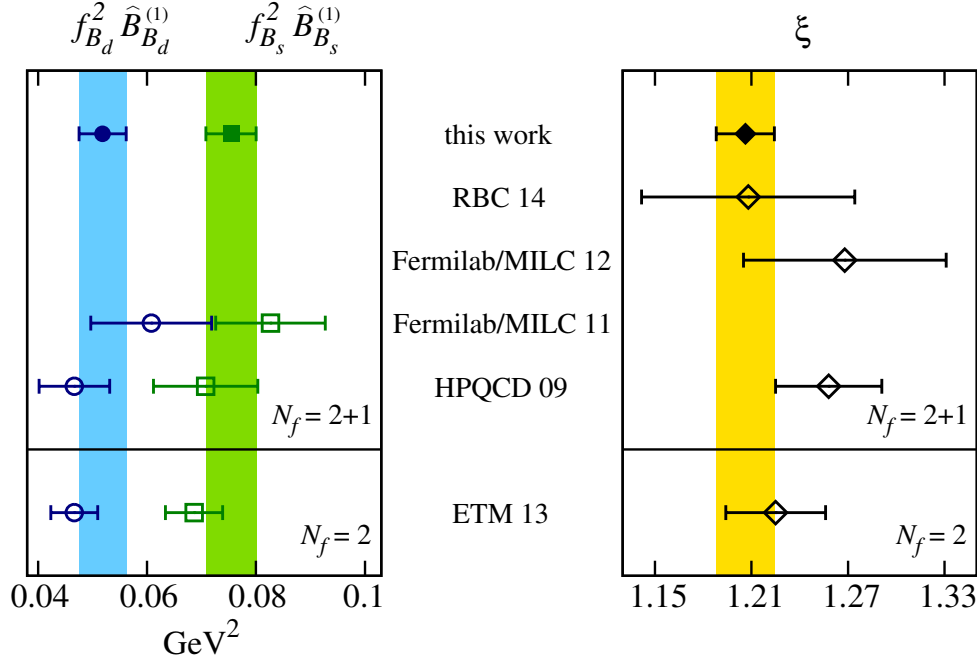 f²_{B_d} B̂^{(1)}_{B_d} f²_{B_s} B̂^{(1)}_{B_s} ξ
this work
RBC 14
Fermilab/MILC 12
Fermilab/MILC 11
HPQCD 09
N_f = 2+1 N_f = 2+1
ETM 13
N_f = 2 N_f = 2
0.04 0.06 0.08 0.1 1.15 1.21 1.27 1.33
GeV²